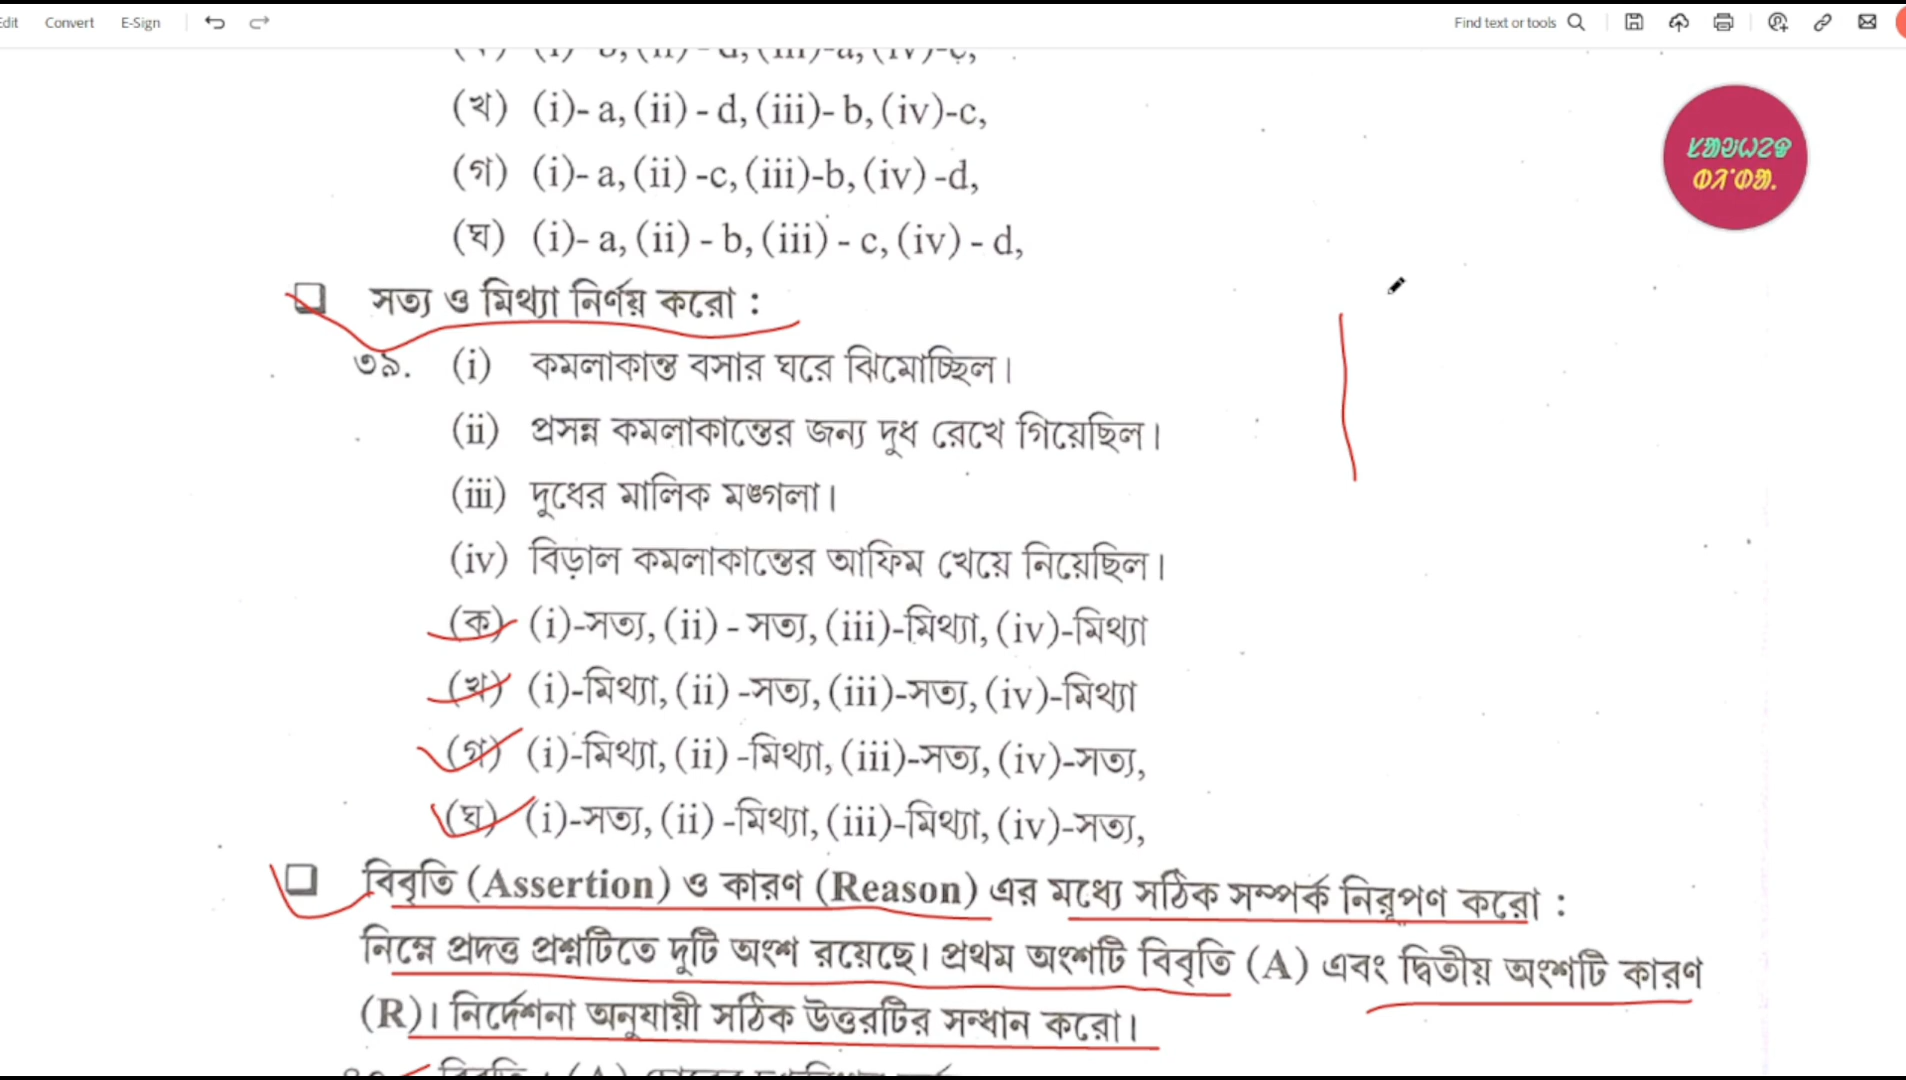 Edit Convert E-Sign Find text or tools
(খ) (i)- a, (ii) - d, (iii)- b, (iv)-c,
(গ) (i)- a, (ii) -c, (iii)-b, (iv) -d,
(ঘ) (i)- a, (ii) - b, (iii) - c, (iv) - d,
সত্য ও মিথ্যা নির্ণয় করো :
৩৯. (i) কমলাকান্ত বসার ঘরে ঝিমোচ্ছিল।
(ii) প্রসন্ন কমলাকান্তের জন্য দুধ রেখে গিয়েছিল।
(iii) দুধের মালিক মঙ্গলা।
(iv) বিড়াল কমলাকান্তের আফিম খেয়ে নিয়েছিল।
(ক) (i)-সত্য, (ii) - সত্য, (iii)-মিথ্যা, (iv)-মিথ্যা
(খ) (i)-মিথ্যা, (ii) -সত্য, (iii)-সত্য, (iv)-মিথ্যা
(গ) (i)-মিথ্যা, (ii) -মিথ্যা, (iii)-সত্য, (iv)-সত্য,
(ঘ) (i)-সত্য, (ii) -মিথ্যা, (iii)-মিথ্যা, (iv)-সত্য,
বিবৃতি (Assertion) ও কারণ (Reason) এর মধ্যে সঠিক সম্পর্ক নিরূপণ করো :
নিম্নে প্রদত্ত প্রশ্নটিতে দুটি অংশ রয়েছে। প্রথম অংশটি বিবৃতি (A) এবং দ্বিতীয় অংশটি কারণ
(R)। নির্দেশনা অনুযায়ী সঠিক উত্তরটির সন্ধান করো।